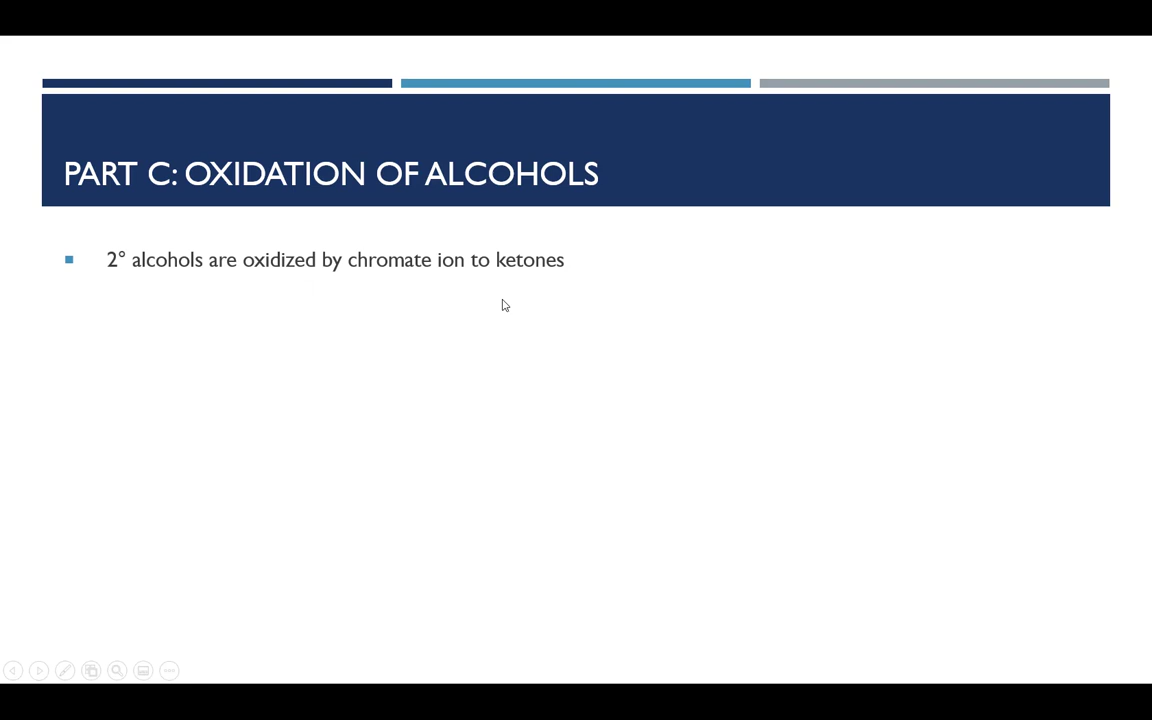 PART C: OXIDATION OF ALCOHOLS
2° alcohols are oxidized by chromate ion to ketones